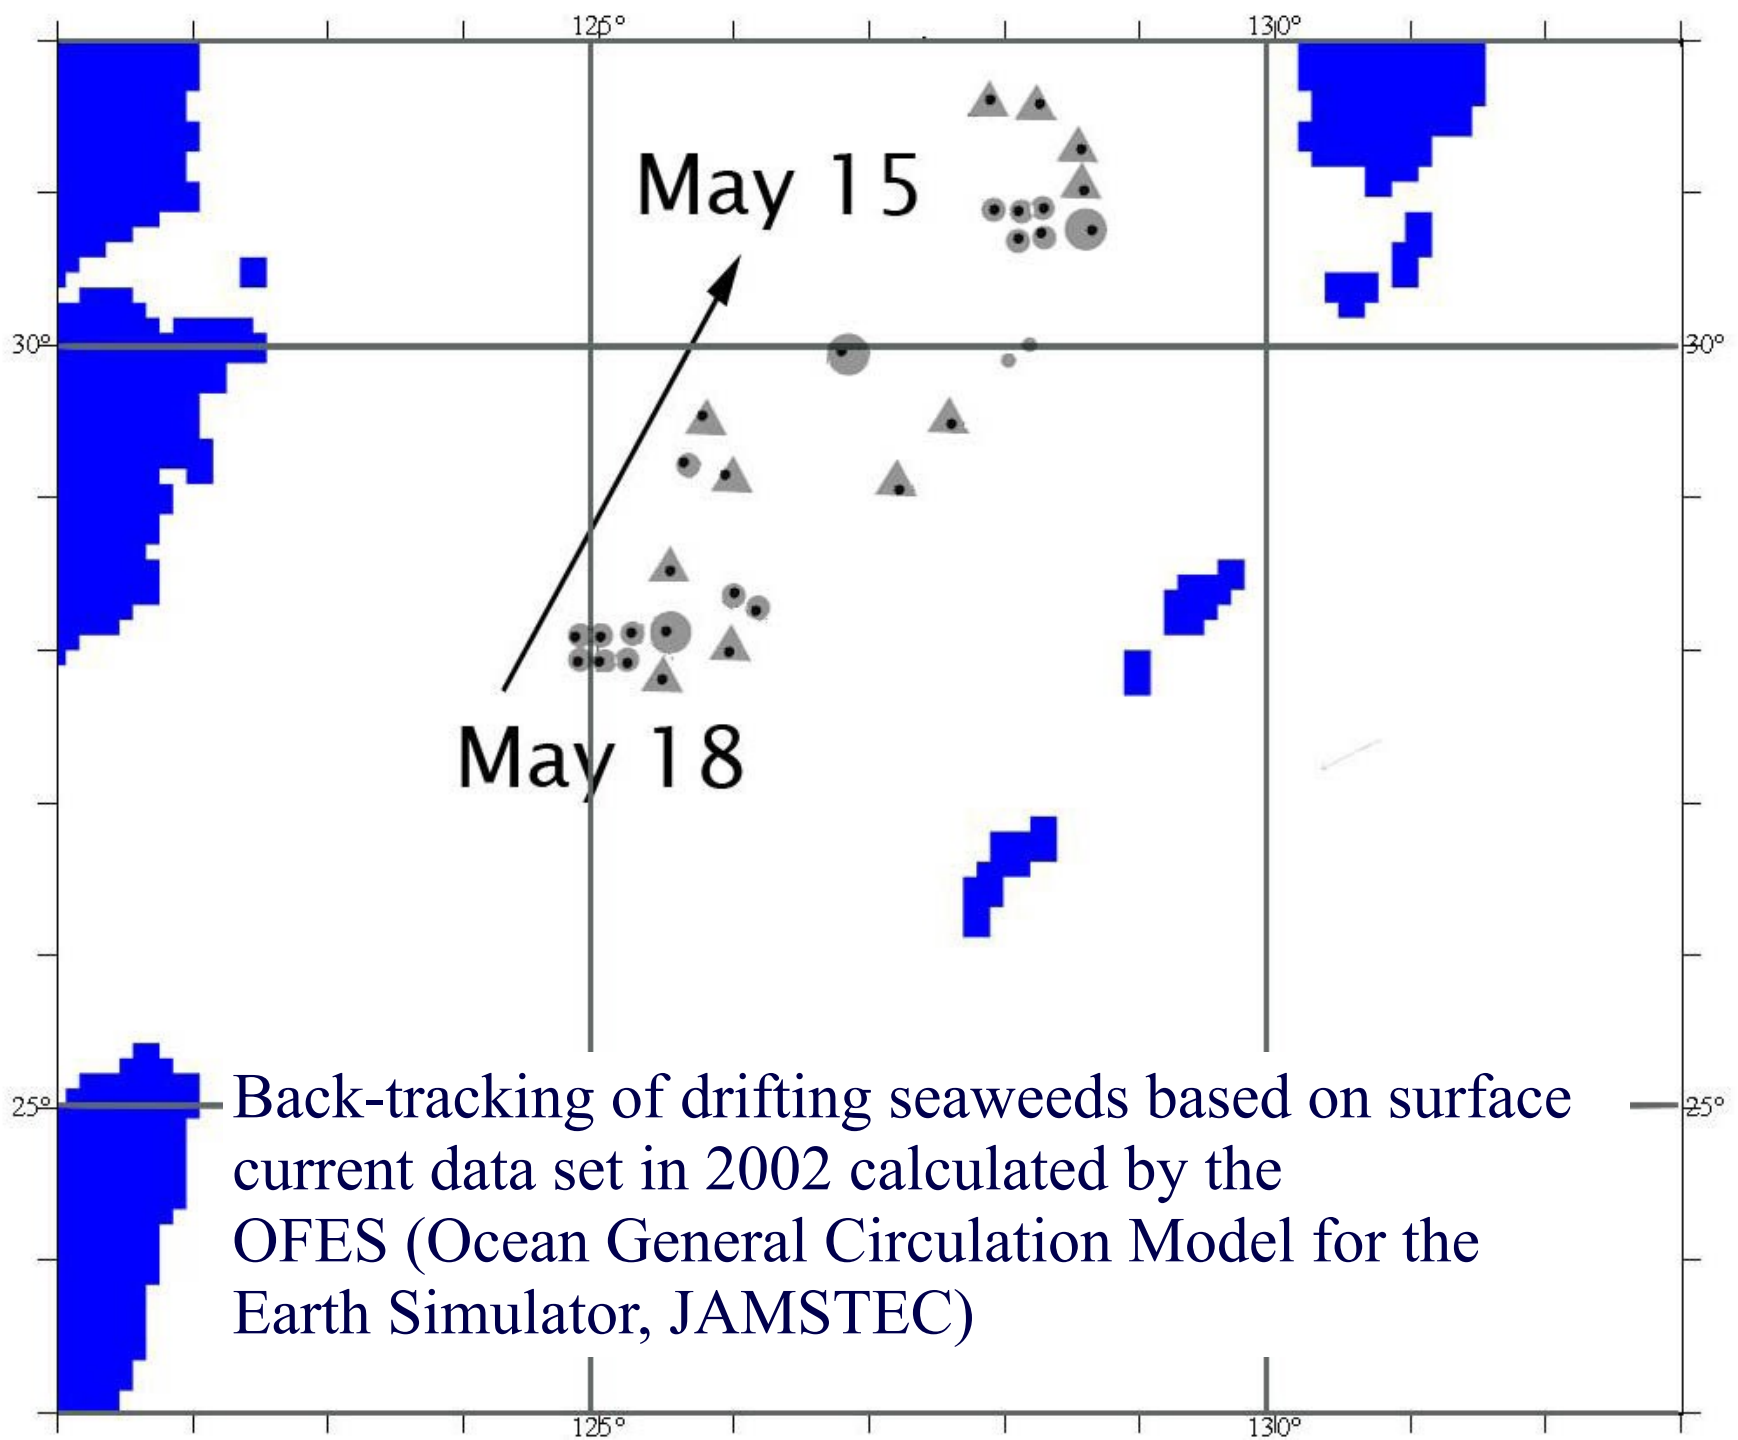 125° 130°
May 15
30° 30°
May 18
25° 25°
Back-tracking of drifting seaweeds based on surface
current data set in 2002 calculated by the
OFES (Ocean General Circulation Model for the
Earth Simulator, JAMSTEC)
125° 130°